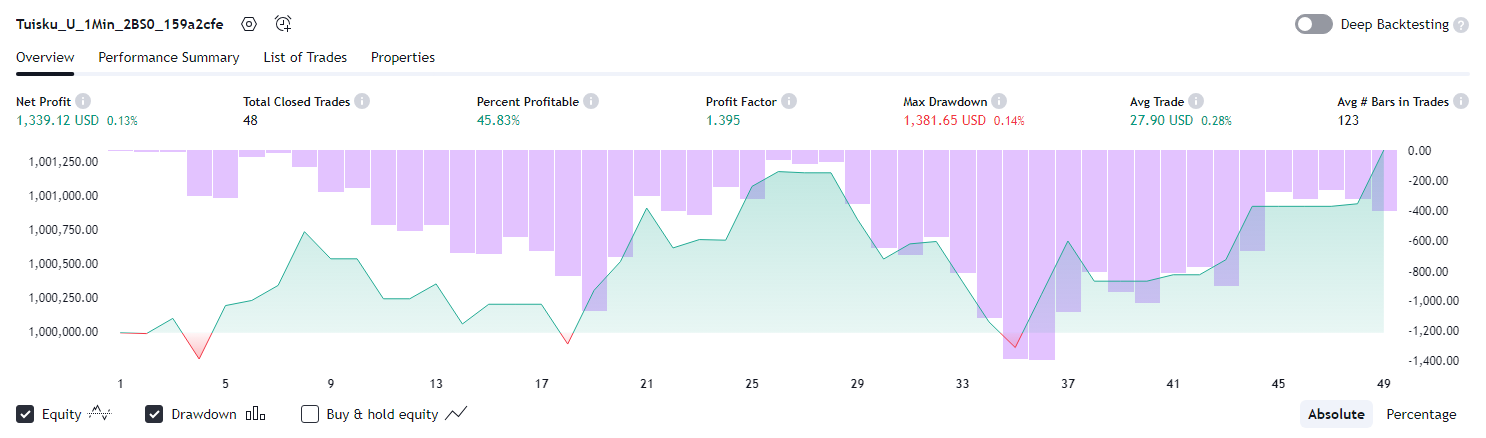 Tuisku_U_1Min_2BS0_159a2cfe
Deep Backtesting ?
Overview Performance Summary List of Trades Properties
Net Profit i Total Closed Trades i Percent Profitable i Profit Factor i Max Drawdown i Avg Trade i Avg # Bars in Trades i
1,339.12 USD 0.13% 48 45.83% 1.395 1,381.65 USD 0.14% 27.90 USD 0.28% 123
1,001,250.00 0.00
1,001,000.00 -200.00
1,000,750.00 -400.00
1,000,500.00 -600.00
1,000,250.00 -800.00
1,000,000.00 -1,000.00
-1,200.00
-1,400.00
1 5 9 13 17 21 25 29 33 37 41 45 49
Equity Drawdown Buy & hold equity Absolute Percentage